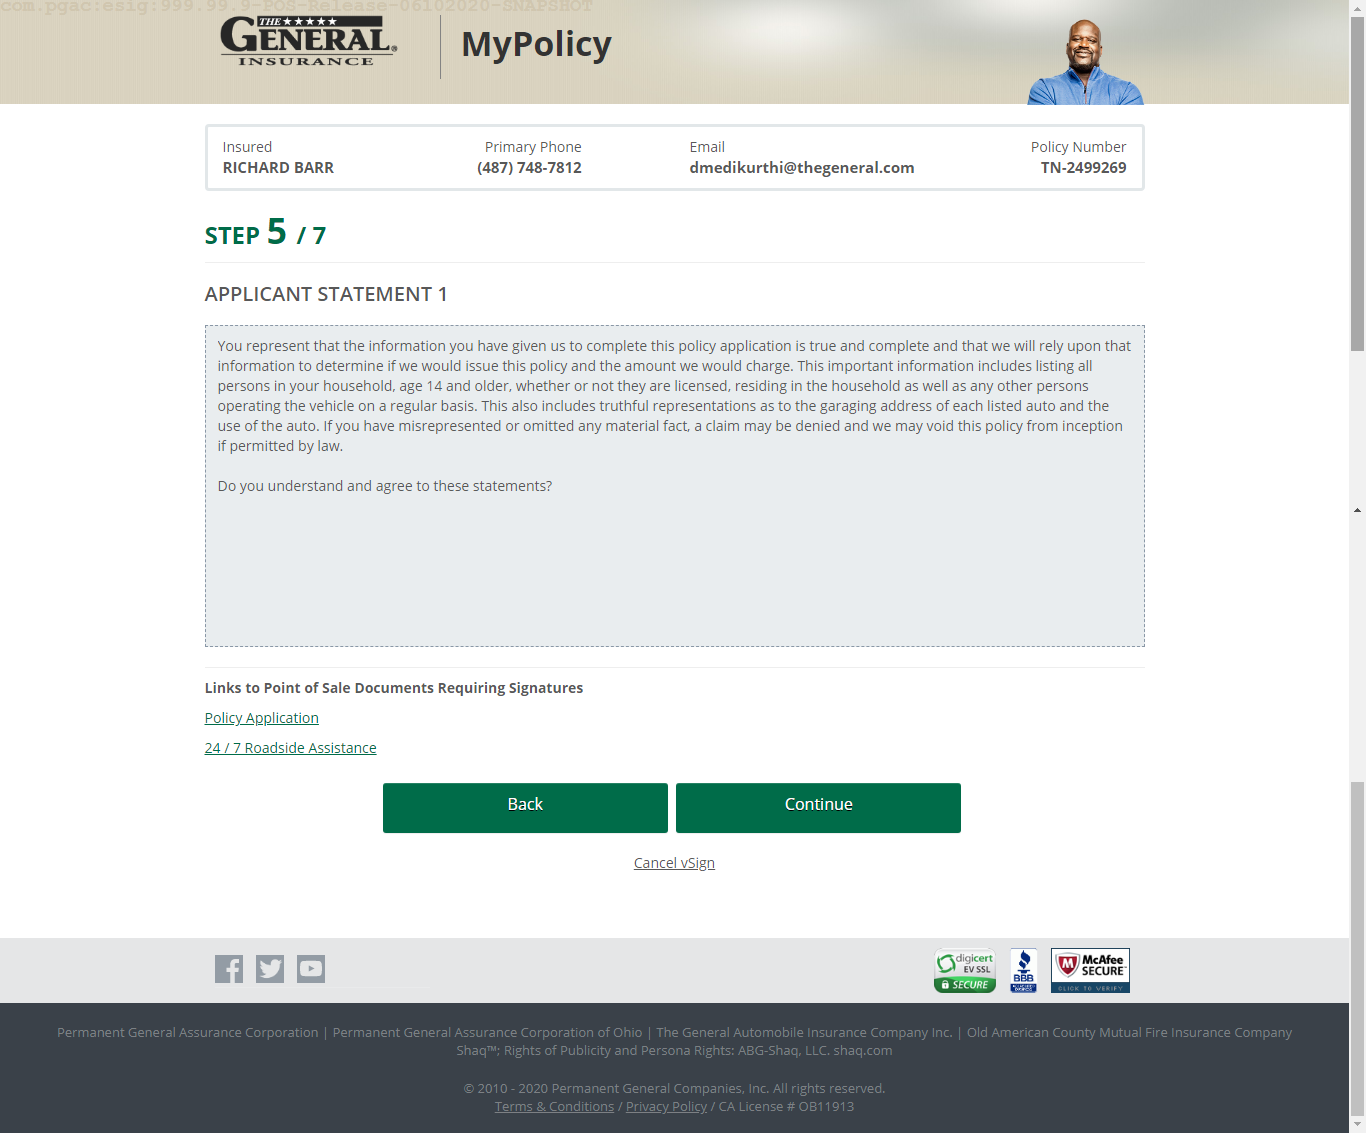 com.pgac:esig:999.99.9-POS-Release-06102020-SNAPSHOT
THE
GENERAL®
INSURANCE
MyPolicy
Insured
RICHARD BARR
Primary Phone
(487) 748-7812
Email
dmedikurthi@thegeneral.com
Policy Number
TN-2499269
STEP 5 / 7
APPLICANT STATEMENT 1
You represent that the information you have given us to complete this policy application is true and complete and that we will rely upon that
information to determine if we would issue this policy and the amount we would charge. This important information includes listing all
persons in your household, age 14 and older, whether or not they are licensed, residing in the household as well as any other persons
operating the vehicle on a regular basis. This also includes truthful representations as to the garaging address of each listed auto and the
use of the auto. If you have misrepresented or omitted any material fact, a claim may be denied and we may void this policy from inception
if permitted by law.
Do you understand and agree to these statements?
Links to Point of Sale Documents Requiring Signatures
Policy Application
24 / 7 Roadside Assistance
Back
Continue
Cancel vSign
digicert
EV SSL
SECURE
BBB
McAfee
SECURE™
CLICK TO VERIFY
Permanent General Assurance Corporation | Permanent General Assurance Corporation of Ohio | The General Automobile Insurance Company Inc. | Old American County Mutual Fire Insurance Company
Shaq™; Rights of Publicity and Persona Rights: ABG-Shaq, LLC. shaq.com
© 2010 - 2020 Permanent General Companies, Inc. All rights reserved.
Terms & Conditions / Privacy Policy / CA License # OB11913